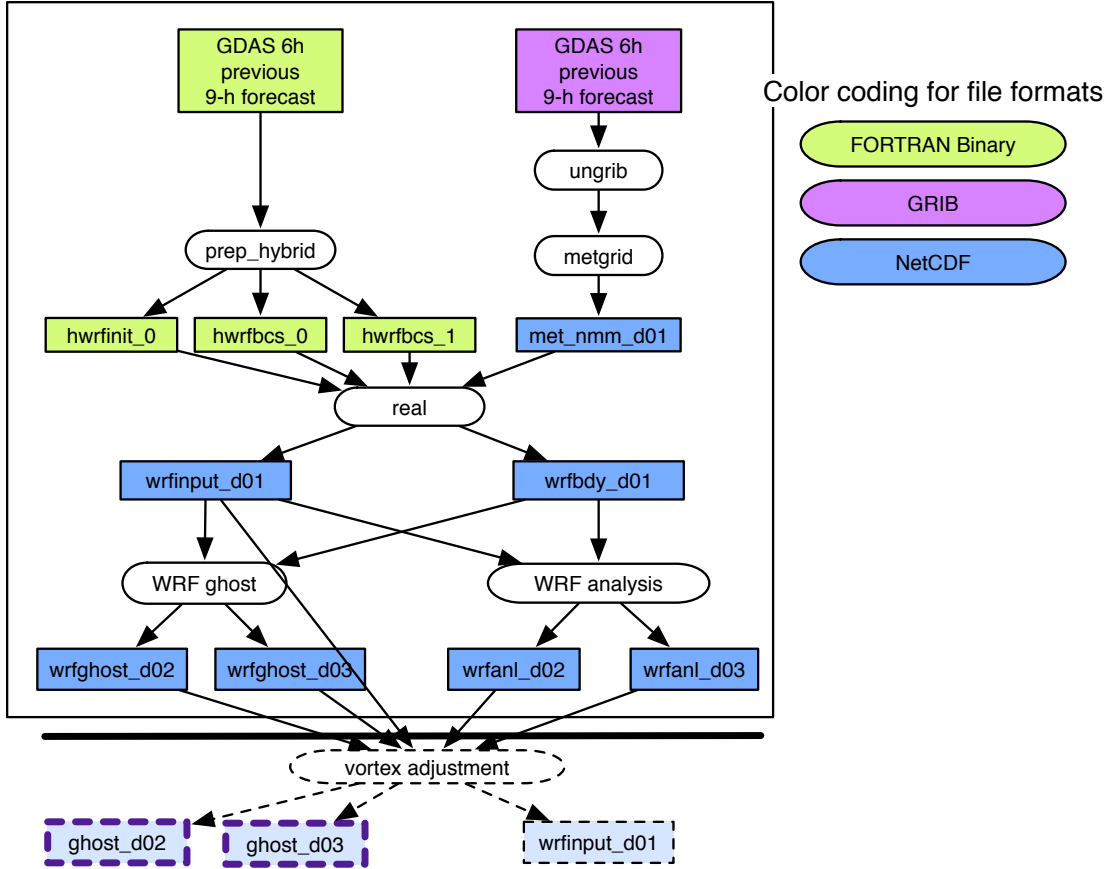 GDAS 6h
previous
9-h forecast
GDAS 6h
previous
9-h forecast
Color coding for file formats
FORTRAN Binary
ungrib
GRIB
prep_hybrid
metgrid
NetCDF
hwrfinit_0
hwrfbcs_0
hwrfbcs_1
met_nmm_d01
real
wrfinput_d01
wrfbdy_d01
WRF ghost
WRF analysis
wrfghost_d02
wrfghost_d03
wrfanl_d02
wrfanl_d03
vortex adjustment
ghost_d02
ghost_d03
wrfinput_d01